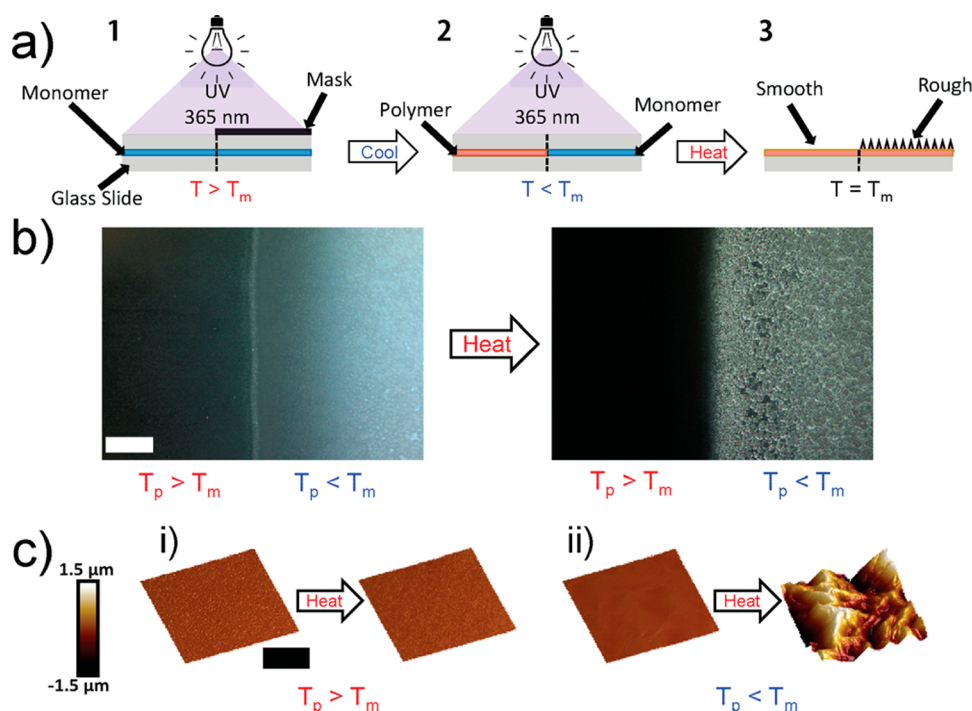 a)
1
2
3
UV
365 nm
Mask
Monomer
Glass Slide
T > Tm
Cool
UV
365 nm
Polymer
Monomer
T < Tm
Heat
Smooth
Rough
T = Tm
b)
Heat
Tp > Tm
Tp < Tm
Tp > Tm
Tp < Tm
c)
1.5 µm
-1.5 µm
i)
Heat
Tp > Tm
ii)
Heat
Tp < Tm